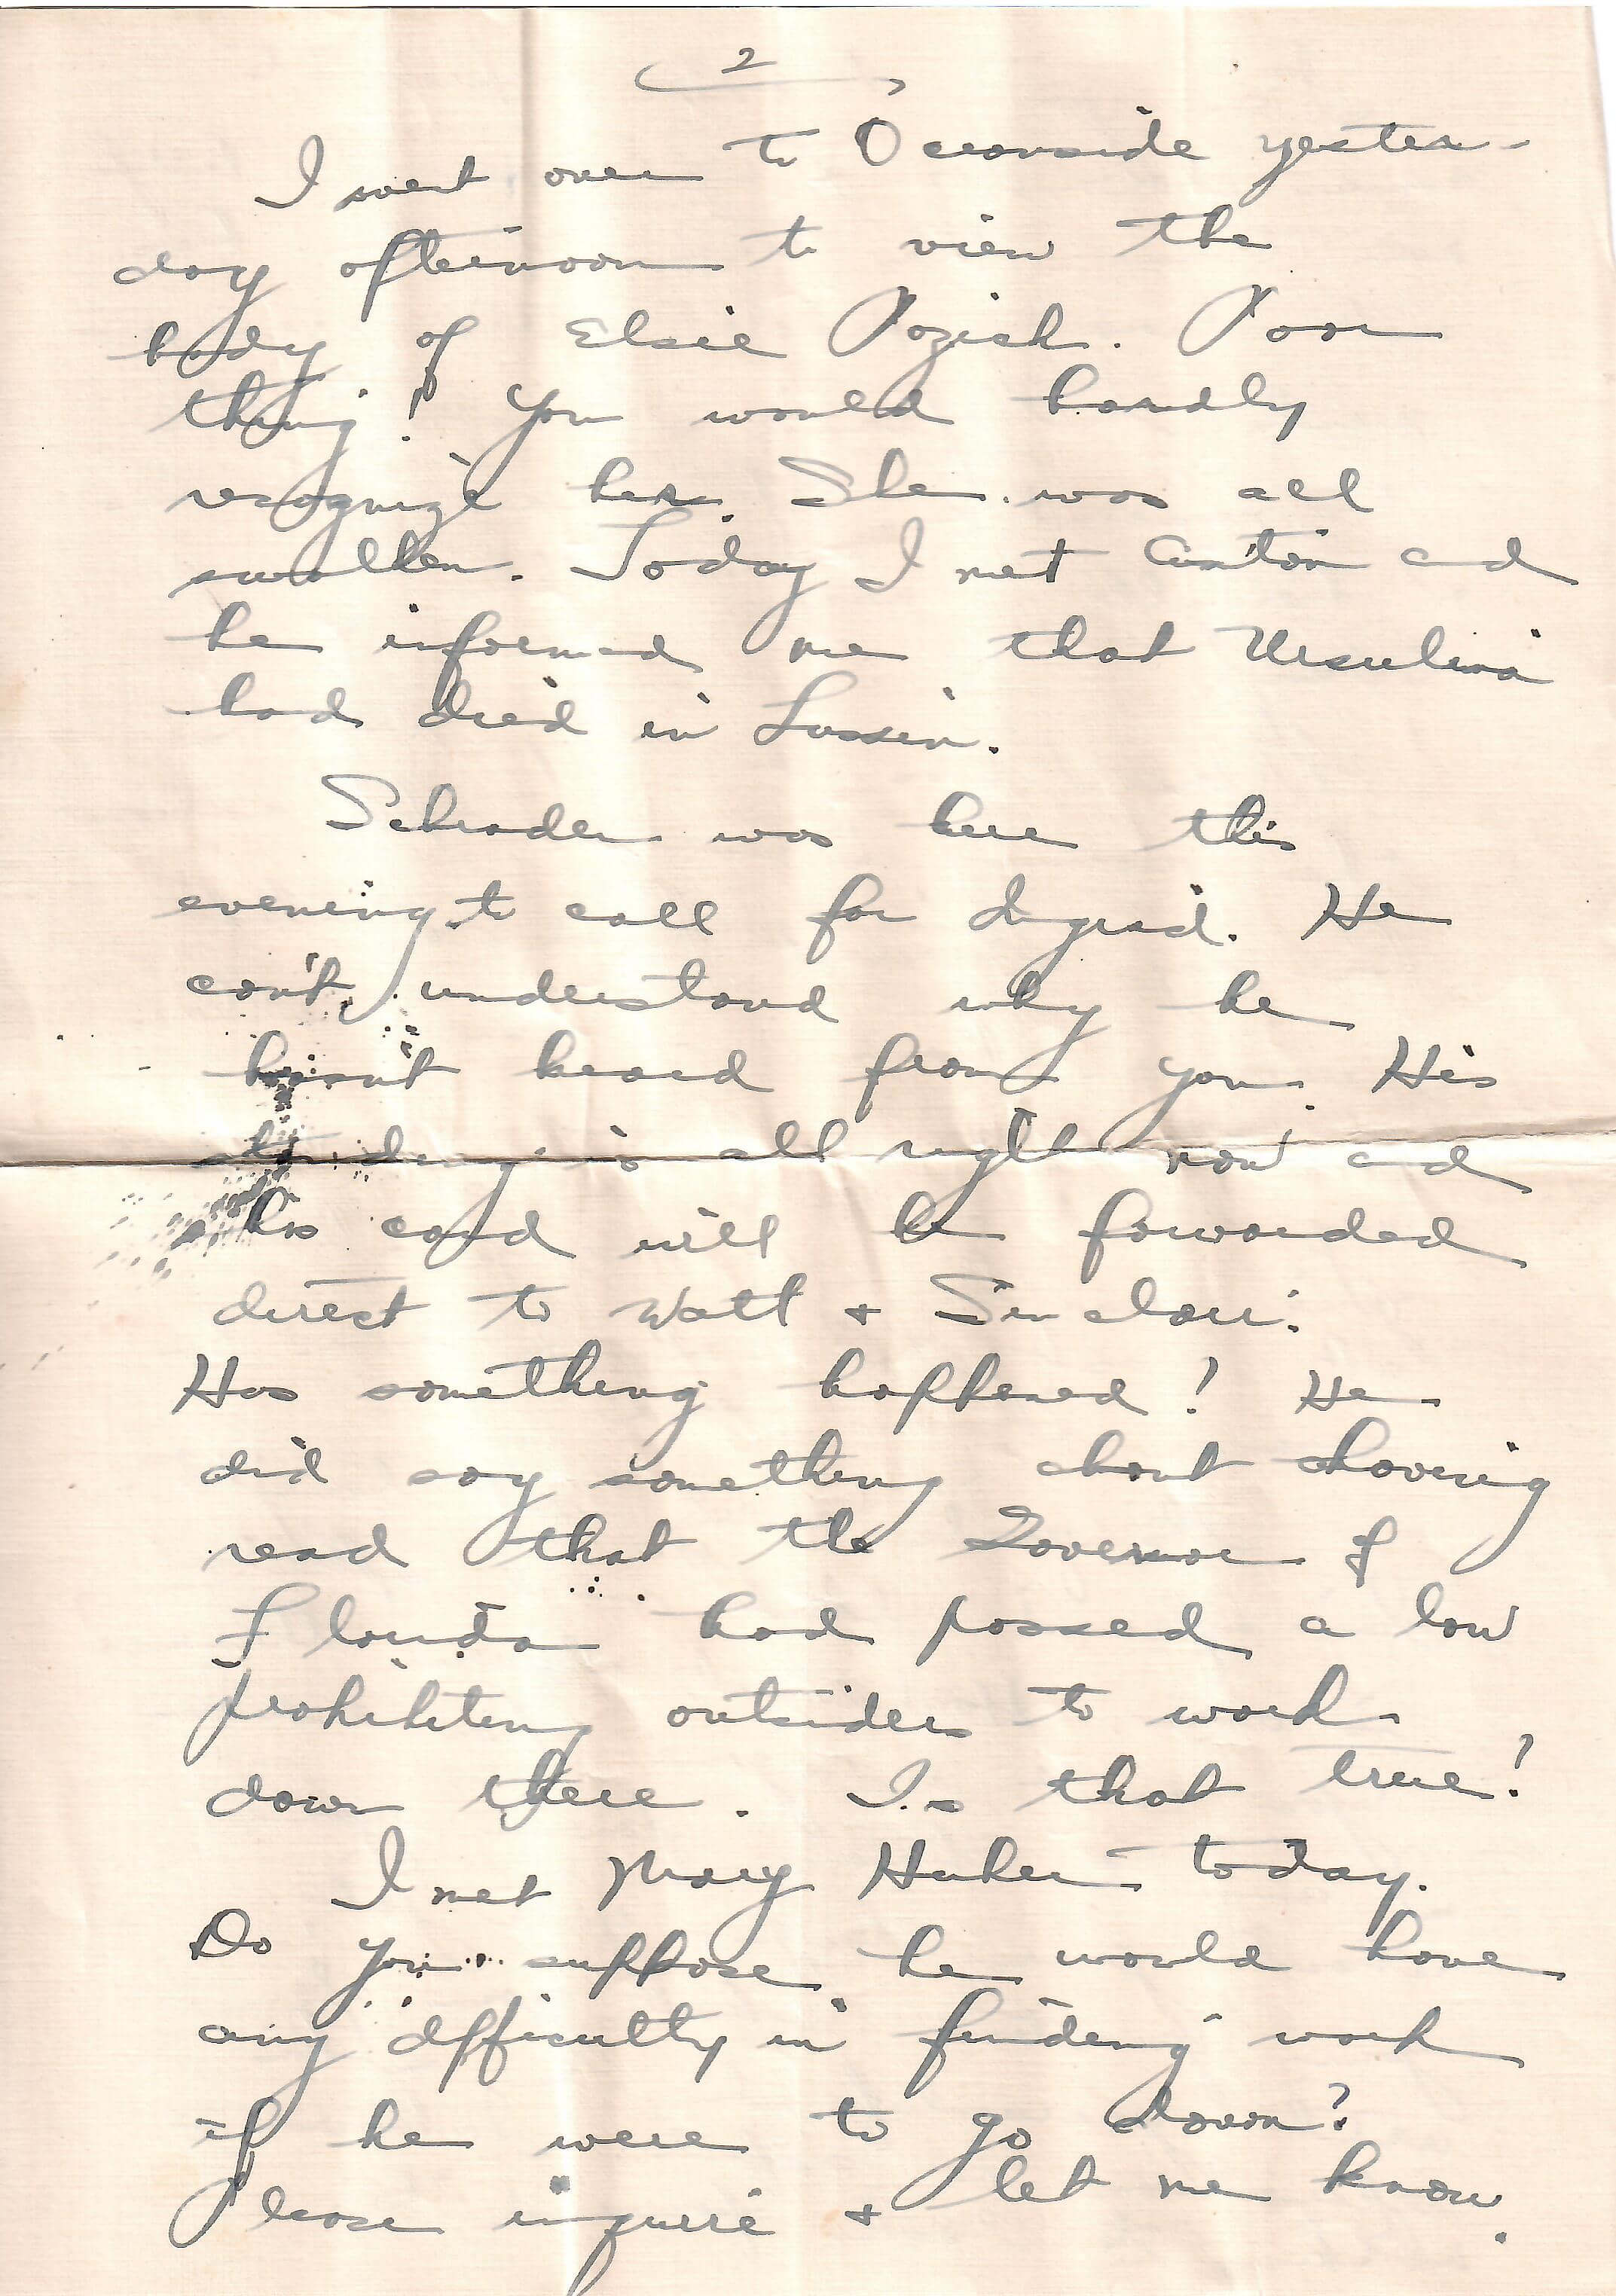 2
I went over to Oceanside yester-
day afternoon to view the
body of Elsie Pozich. Poor
thing! You would hardly
recognize her. She was all
swollen. Today I met Anton and
he informed me that Ursulina
had died in Lussin.
Schrader was here this
evening to call for Ingrid. He
can't understand why he
hasn't heard from you. His
standing is all right now and
his card will be forwarded
direct to Watt & Sinclair.
Has something happened? He
did say something about having
read that the Governor of
Florida had passed a law
prohibiting outsiders to work
down there. Is that true?
I met Mary Huber today.
Do you suppose he would have
any difficulty in finding work
if he were to go down?
Please inquire & let me know.